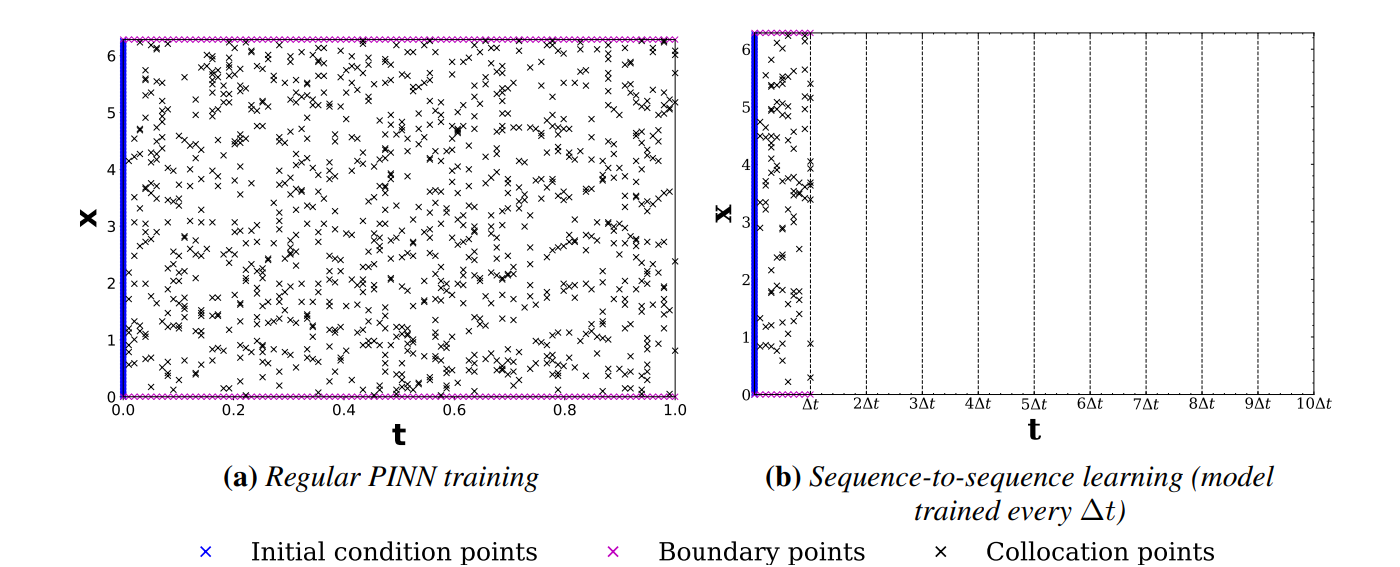 6
5
4
3
2
1
0
x
0.0 0.2 0.4 0.6 0.8 1.0
t
6
5
4
3
2
1
0
x
Δt 2Δt 3Δt 4Δt 5Δt 6Δt 7Δt 8Δt 9Δt 10Δt
t
(a) Regular PINN training
(b) Sequence-to-sequence learning (model
trained every Δt)
Initial condition points
Boundary points
Collocation points